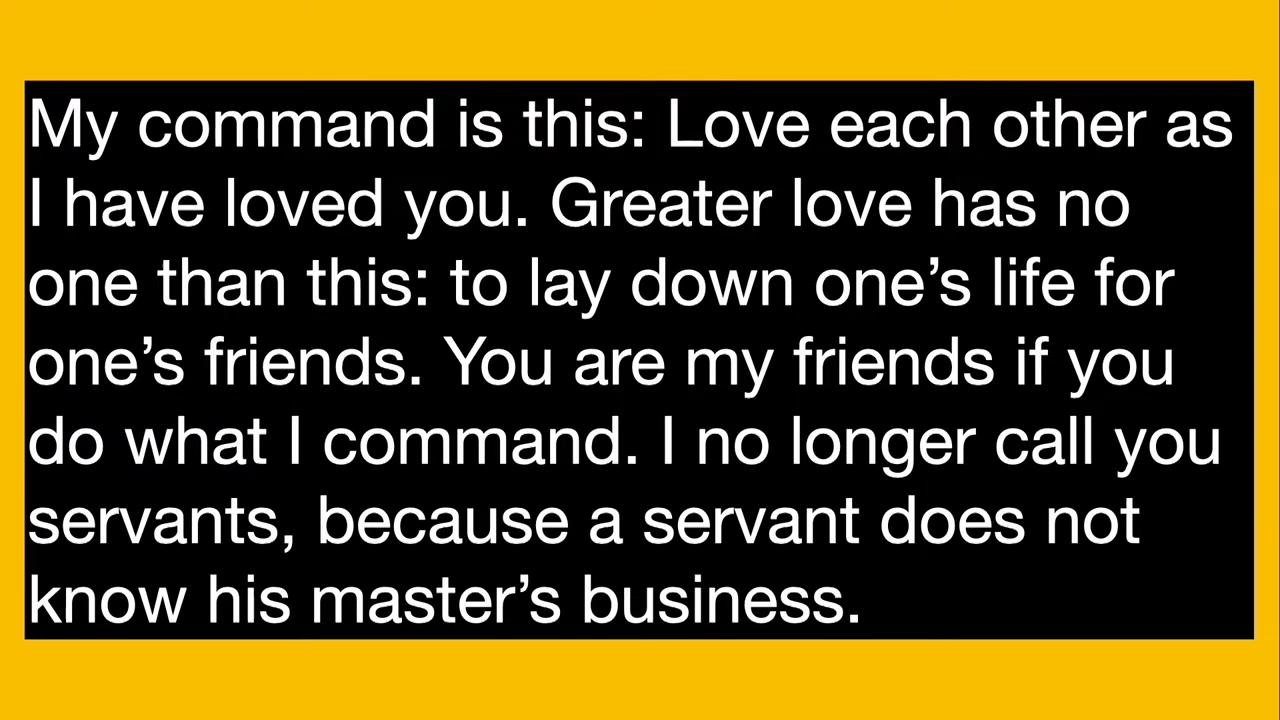 My command is this: Love each other as
I have loved you. Greater love has no
one than this: to lay down one’s life for
one’s friends. You are my friends if you
do what I command. I no longer call you
servants, because a servant does not
know his master’s business.